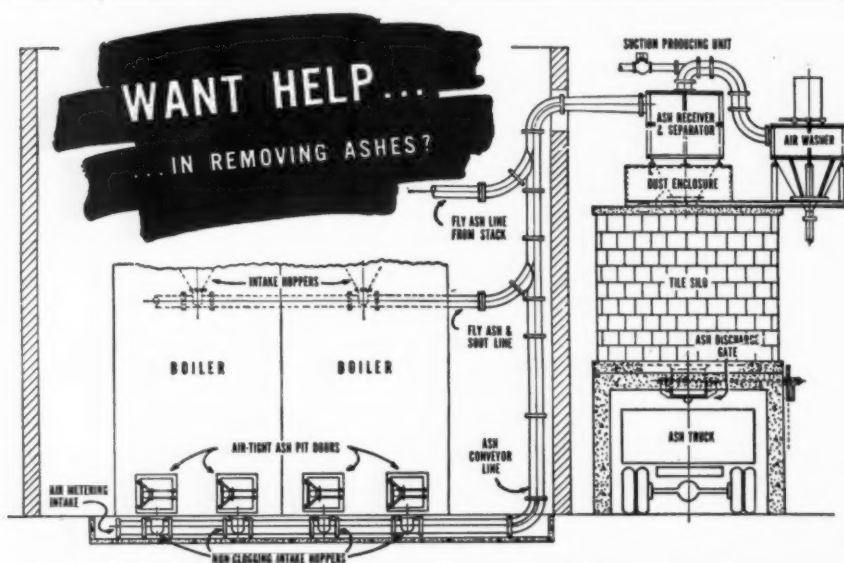 WANT HELP...
...IN REMOVING ASHES?
SUCTION PRODUCING UNIT
ASH RECEIVER
& SEPARATOR
AIR WASHER
DUST ENCLOSURE
FLY ASH LINE
FROM STACK
INTAKE HOPPERS
TILE SILO
FLY ASH &
SOOT LINE
ASH DISCHARGE
GATE
BOILER
BOILER
AIR-TIGHT ASH PIT DOORS
ASH
CONVEYOR
LINE
ASH TRUCK
AIR METERING
INTAKE
NON-CLOGGING INTAKE HOPPERS